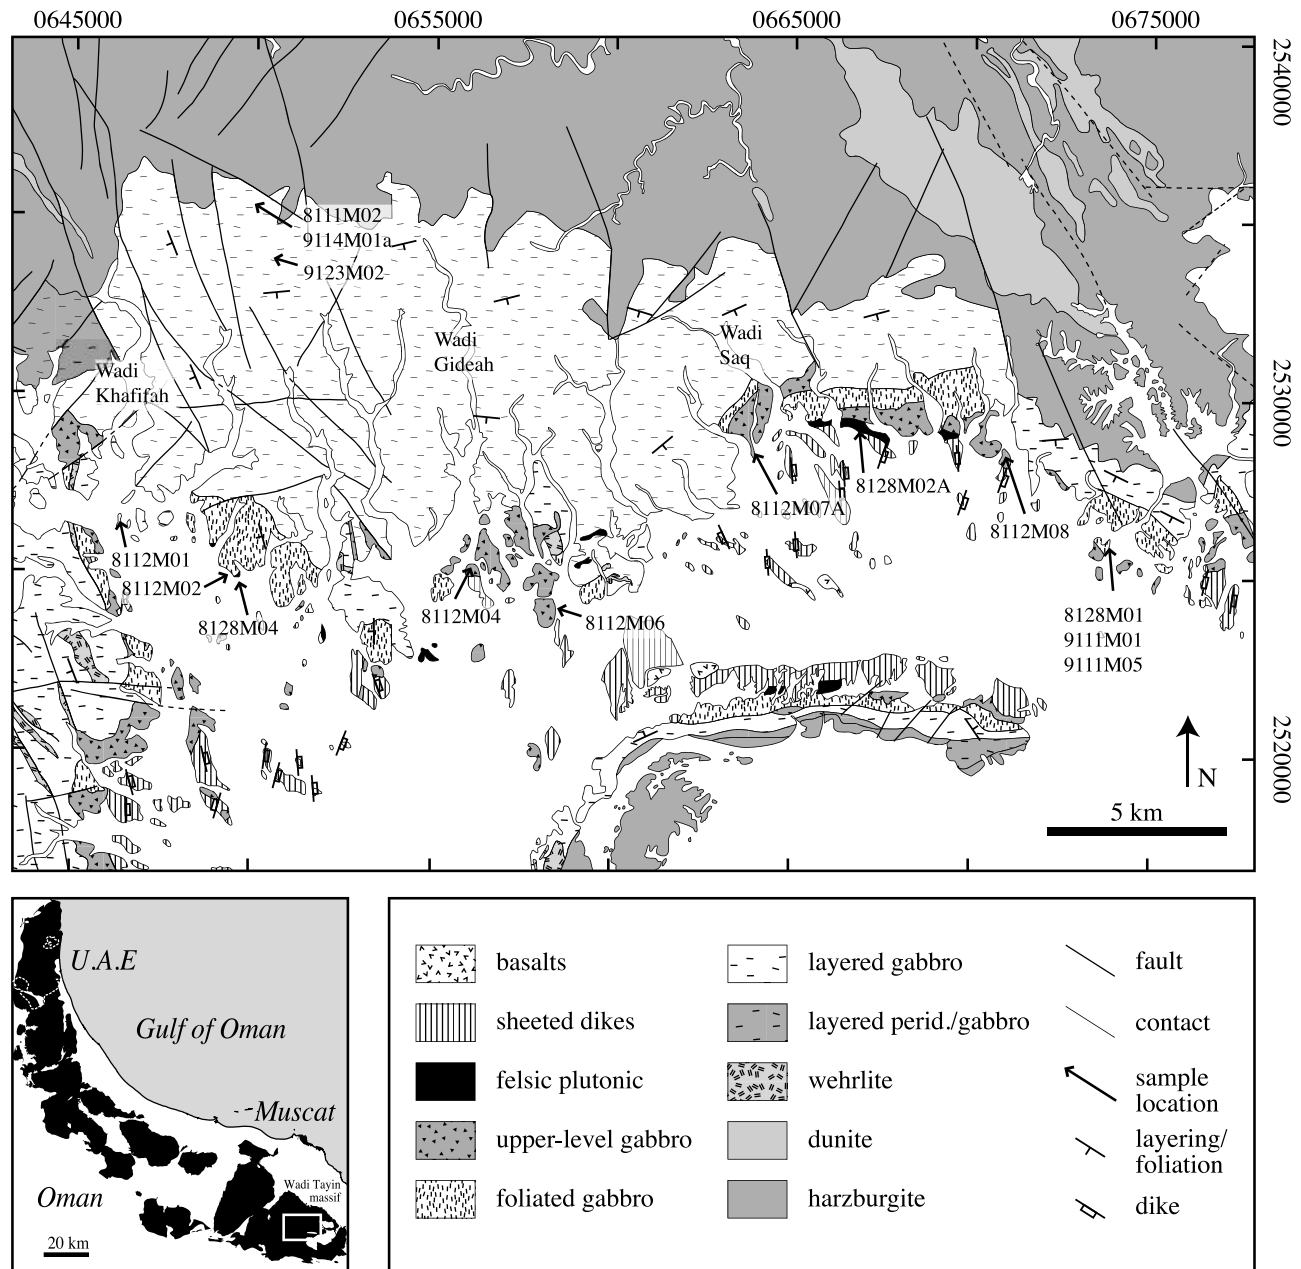 0645000
0655000
0665000
0675000
2540000
8111M02
9114M01a
9123M02
Wadi
Gideah
Wadi
Saq
Wadi
Khafifah
2530000
8128M02A
8112M07A
8112M08
8112M01
8112M02
8128M04
8112M04
8112M06
8128M01
9111M01
9111M05
2520000
N
5 km
U.A.E
Gulf of Oman
Muscat
Oman
Wadi Tayin
massif
20 km
basalts
sheeted dikes
felsic plutonic
upper-level gabbro
foliated gabbro
layered gabbro
layered perid./gabbro
wehrlite
dunite
harzburgite
fault
contact
sample
location
layering/
foliation
dike